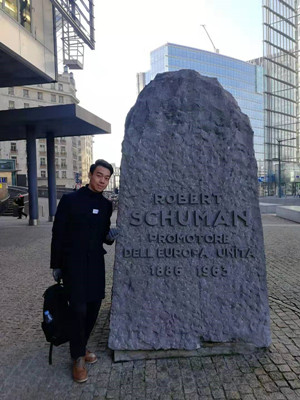 ROBERT
SCHUMAN
PROMOTORE
DELL'EUROPA UNITA
1886 1963